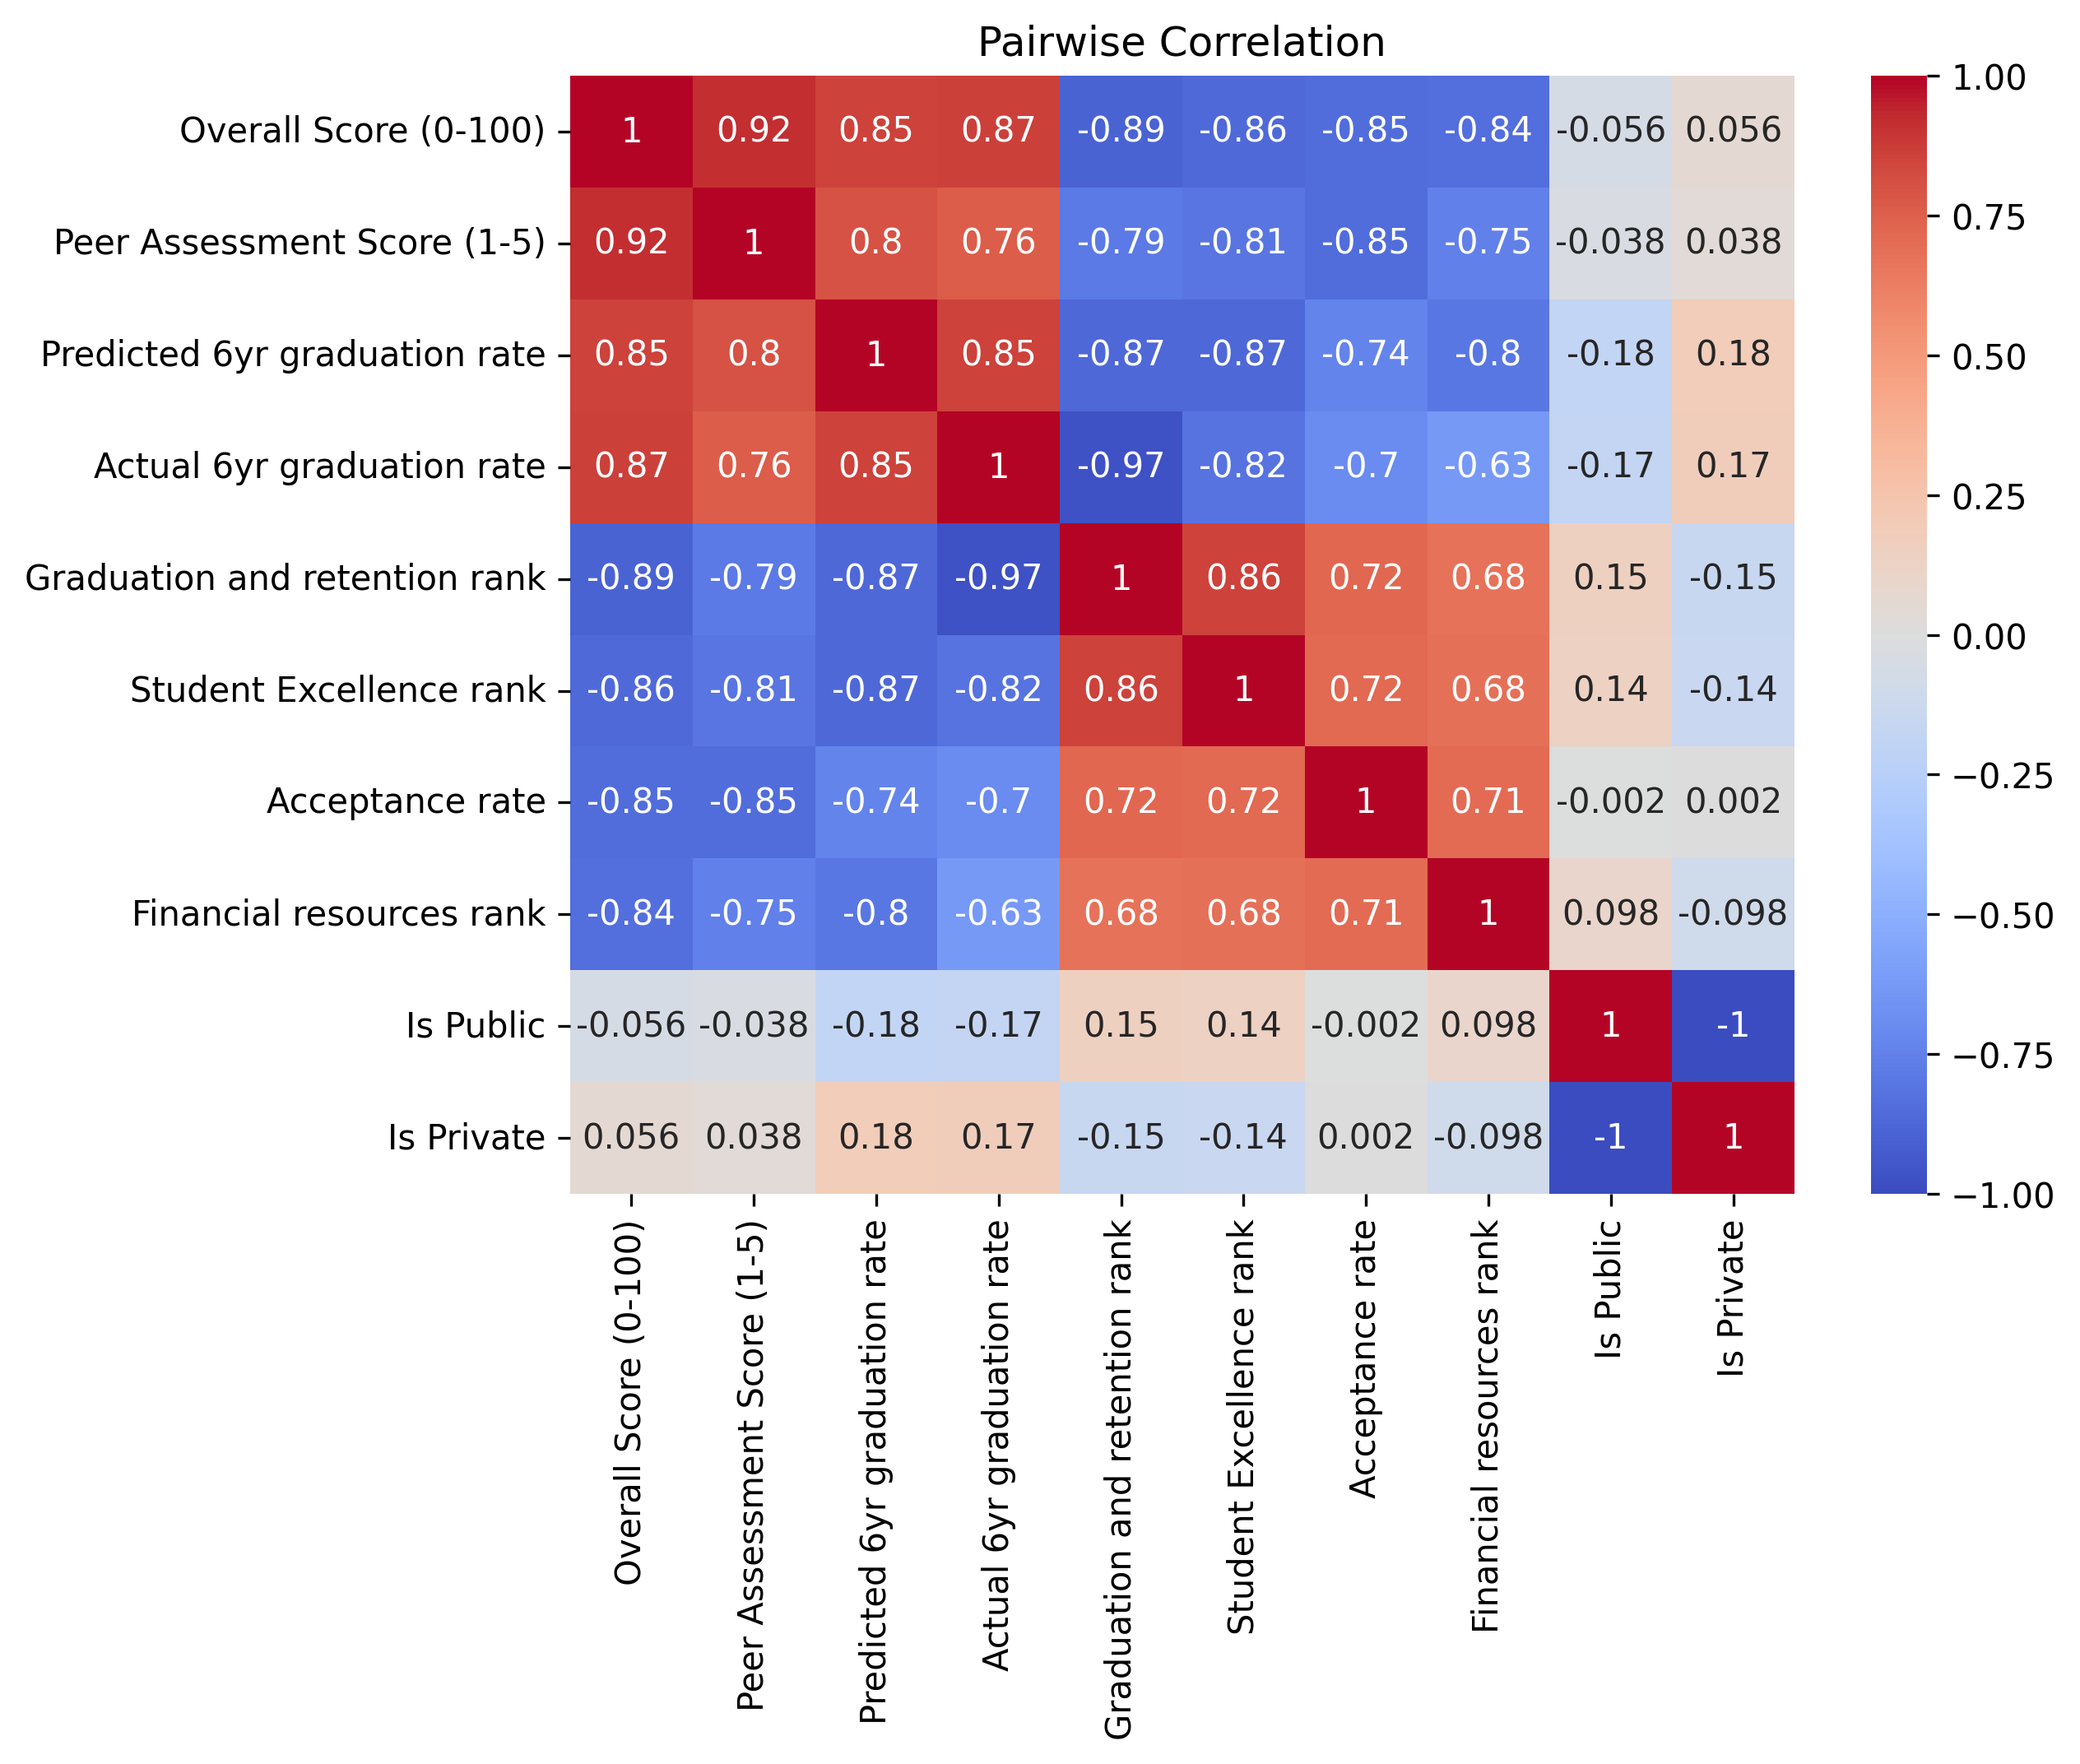 Pairwise Correlation
Overall Score (0-100) 1 0.92 0.85 0.87 -0.89 -0.86 -0.85 -0.84 -0.056 0.056
Peer Assessment Score (1-5) 0.92 1 0.8 0.76 -0.79 -0.81 -0.85 -0.75 -0.038 0.038
Predicted 6yr graduation rate 0.85 0.8 1 0.85 -0.87 -0.87 -0.74 -0.8 -0.18 0.18
Actual 6yr graduation rate 0.87 0.76 0.85 1 -0.97 -0.82 -0.7 -0.63 -0.17 0.17
Graduation and retention rank -0.89 -0.79 -0.87 -0.97 1 0.86 0.72 0.68 0.15 -0.15
Student Excellence rank -0.86 -0.81 -0.87 -0.82 0.86 1 0.72 0.68 0.14 -0.14
Acceptance rate -0.85 -0.85 -0.74 -0.7 0.72 0.72 1 0.71 -0.002 0.002
Financial resources rank -0.84 -0.75 -0.8 -0.63 0.68 0.68 0.71 1 0.098 -0.098
Is Public -0.056 -0.038 -0.18 -0.17 0.15 0.14 -0.002 0.098 1 -1
Is Private 0.056 0.038 0.18 0.17 -0.15 -0.14 0.002 -0.098 -1 1
Overall Score (0-100)
Peer Assessment Score (1-5)
Predicted 6yr graduation rate
Actual 6yr graduation rate
Graduation and retention rank
Student Excellence rank
Acceptance rate
Financial resources rank
Is Public
Is Private
1.00
0.75
0.50
0.25
0.00
−0.25
−0.50
−0.75
−1.00